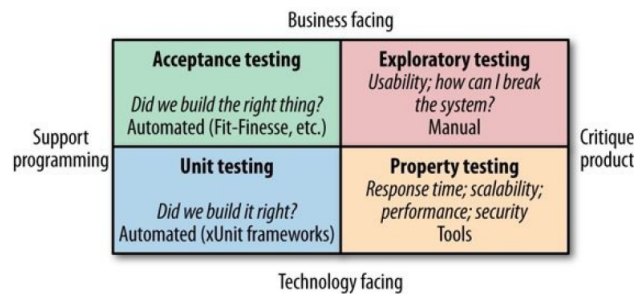 Business facing
Acceptance testing
Did we build the right thing?
Automated (Fit-Finesse, etc.)
Exploratory testing
Usability; how can I break
the system?
Manual
Support
programming
Critique
product
Unit testing
Did we build it right?
Automated (xUnit frameworks)
Property testing
Response time; scalability;
performance; security
Tools
Technology facing